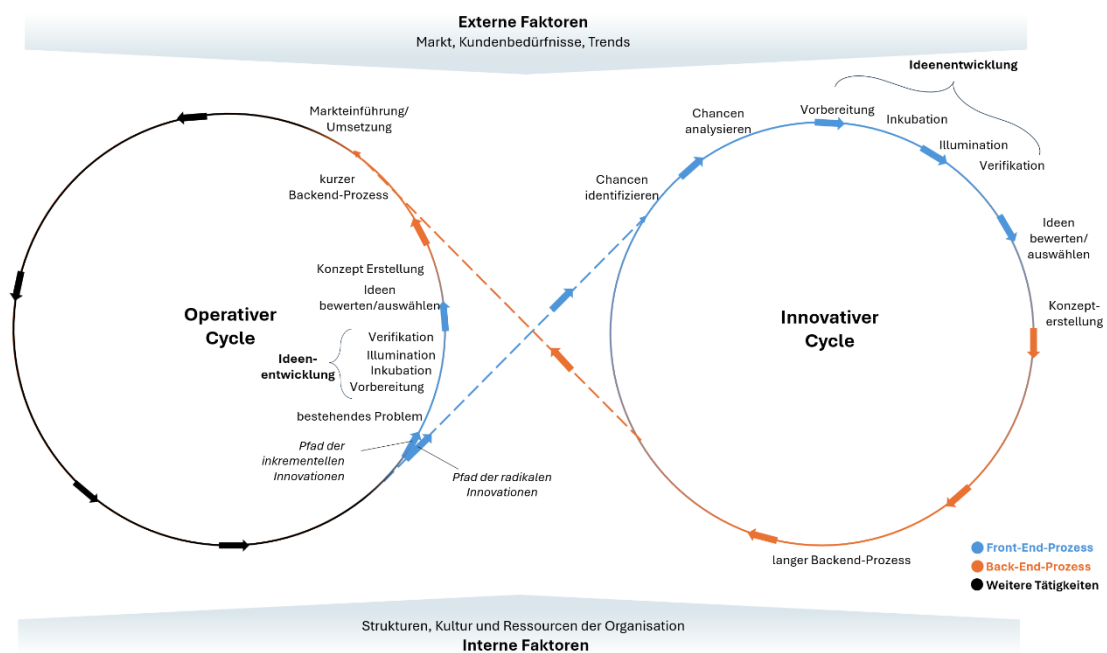 Externe Faktoren
Markt, Kundenbedürfnisse, Trends
Operativer
Cycle
Markteinführung/
Umsetzung
kurzer
Backend-Prozess
Konzept Erstellung
Ideen
bewerten/auswählen
Ideen-
entwicklung
Verifikation
Illumination
Inkubation
Vorbereitung
bestehendes Problem
Pfad der
inkrementellen
Innovationen
Pfad der radikalen
Innovationen
Innovativer
Cycle
Chancen
identifizieren
Chancen
analysieren
Ideenentwicklung
Vorbereitung
Inkubation
Illumination
Verifikation
Ideen
bewerten/
auswählen
Konzept-
erstellung
langer Backend-Prozess
Front-End-Prozess
Back-End-Prozess
Weitere Tätigkeiten
Strukturen, Kultur und Ressourcen der Organisation
Interne Faktoren